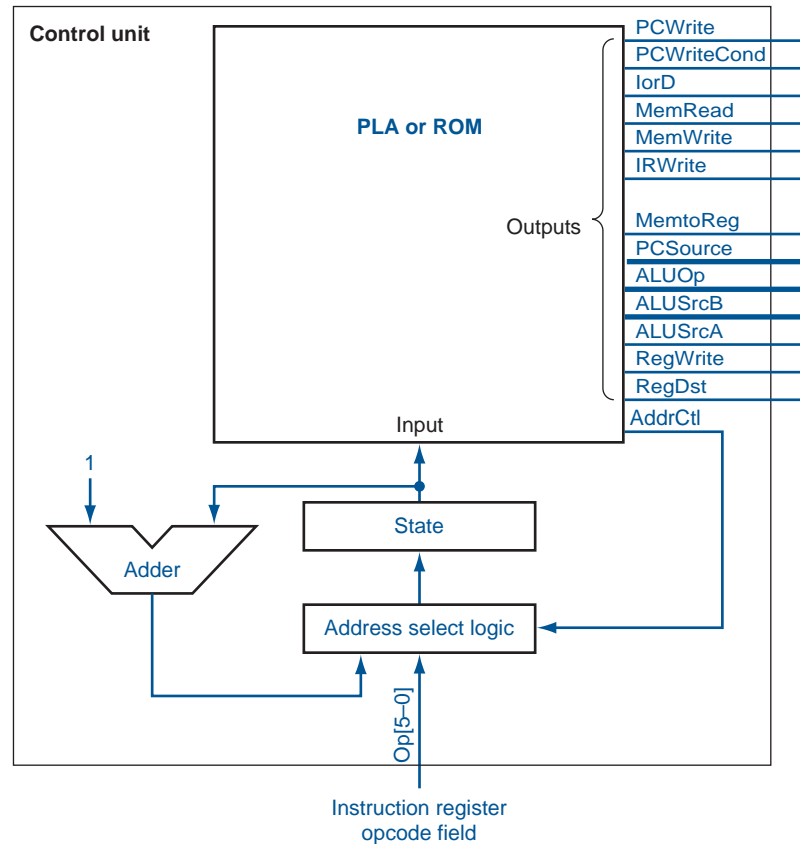 Control unit
PLA or ROM
Outputs
PCWrite
PCWriteCond
IorD
MemRead
MemWrite
IRWrite
MemtoReg
PCSource
ALUOp
ALUSrcB
ALUSrcA
RegWrite
RegDst
AddrCtl
Input
1
State
Adder
Address select logic
Op[5–0]
Instruction register
opcode field